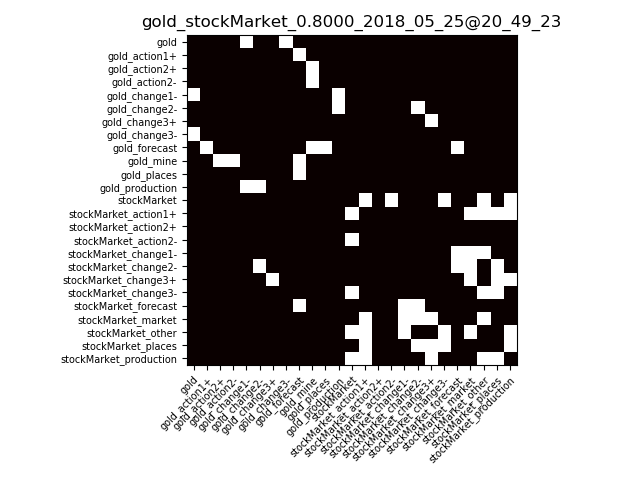 gold_stockMarket_0.8000_2018_05_25@20_49_23
gold
gold_action1+
gold_action2+
gold_action2-
gold_change1-
gold_change2-
gold_change3+
gold_change3-
gold_forecast
gold_mine
gold_places
gold_production
stockMarket
stockMarket_action1+
stockMarket_action2+
stockMarket_action2-
stockMarket_change1-
stockMarket_change2-
stockMarket_change3+
stockMarket_change3-
stockMarket_forecast
stockMarket_market
stockMarket_other
stockMarket_places
stockMarket_production
gold
gold_action1+
gold_action2+
gold_action2-
gold_change1-
gold_change2-
gold_change3+
gold_change3-
gold_forecast
gold_mine
gold_places
gold_production
stockMarket
stockMarket_action1+
stockMarket_action2+
stockMarket_action2-
stockMarket_change1-
stockMarket_change2-
stockMarket_change3+
stockMarket_change3-
stockMarket_forecast
stockMarket_market
stockMarket_other
stockMarket_places
stockMarket_production